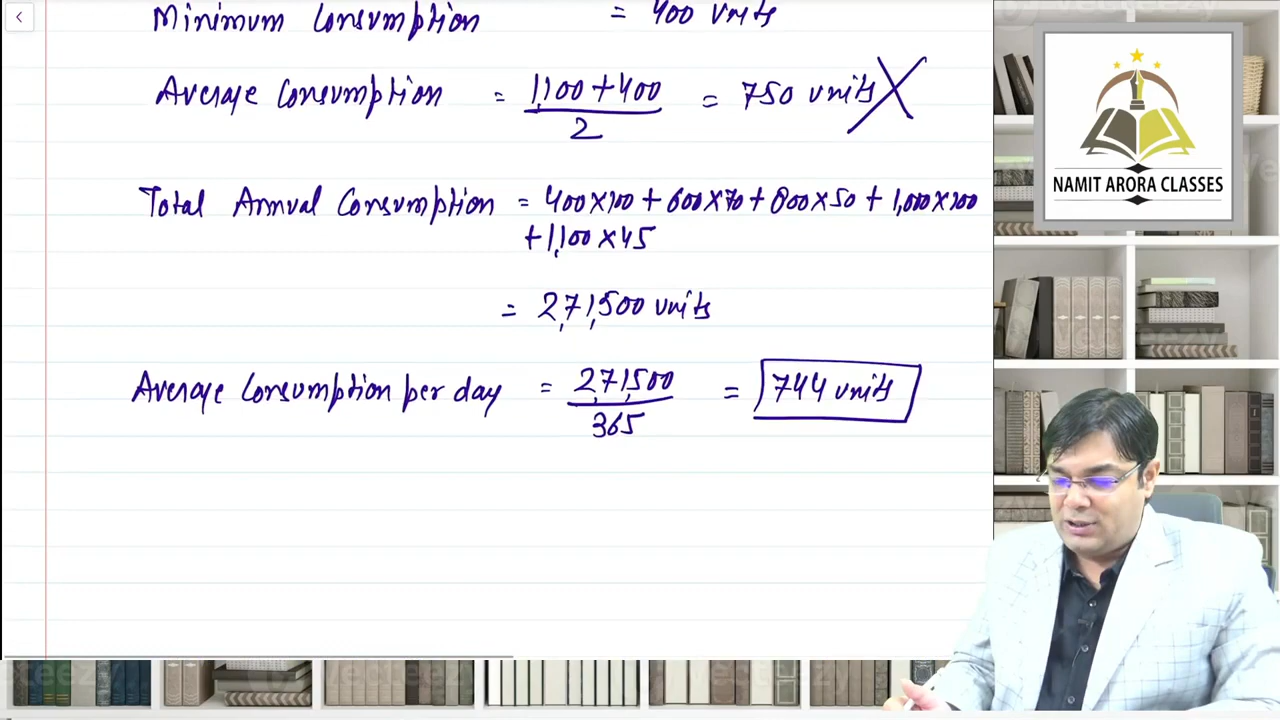 Minimum Consumption = 400 units
Average Consumption = 1,100 + 400 / 2 = 750 units
Total Annual Consumption = 400 × 100 + 600 × 70 + 800 × 50 + 1,000 × 100
+ 1,100 × 45
= 2,71,500 units
Average Consumption per day = 2,71,500 / 365 = 744 units
NAMIT ARORA CLASSES